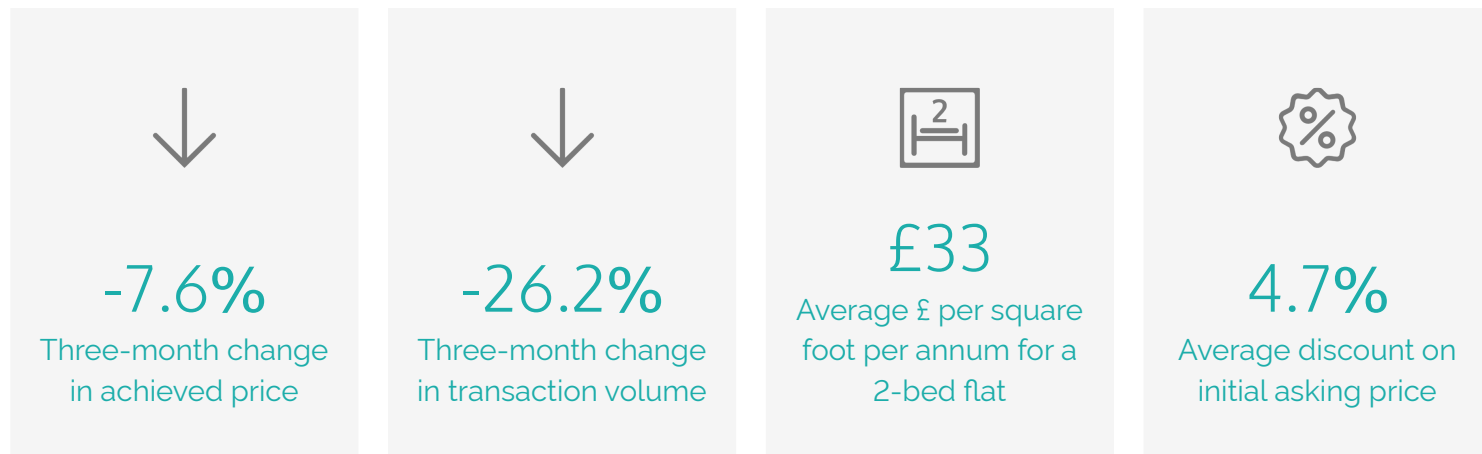 -7.6%
Three-month change
in achieved price
-26.2%
Three-month change
in transaction volume
2
£33
Average £ per square
foot per annum for a
2-bed flat
4.7%
Average discount on
initial asking price